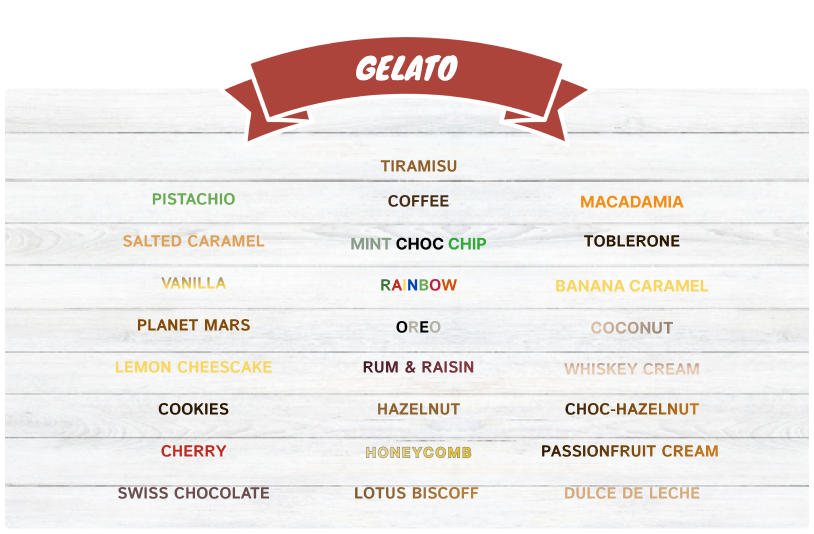 GELATO
TIRAMISU
PISTACHIO
COFFEE
MACADAMIA
SALTED CARAMEL
MINT CHOC CHIP
TOBLERONE
VANILLA
RAINBOW
BANANA CARAMEL
PLANET MARS
OREO
COCONUT
LEMON CHEESCAKE
RUM & RAISIN
WHISKEY CREAM
COOKIES
HAZELNUT
CHOC-HAZELNUT
CHERRY
HONEYCOMB
PASSIONFRUIT CREAM
SWISS CHOCOLATE
LOTUS BISCOFF
DULCE DE LECHE